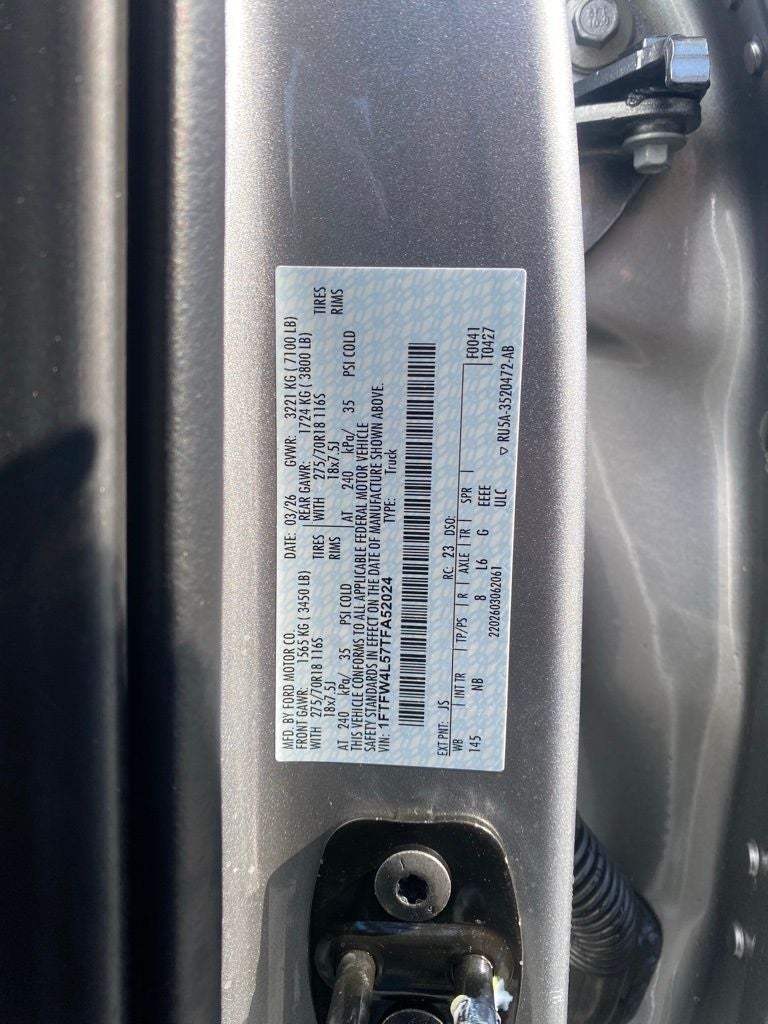 MFD. BY FORD MOTOR CO.
DATE: 03/26 GVWR: 3221 KG ( 7100 LB)
FRONT GAWR: 1565 KG ( 3450 LB) REAR GAWR: 1724 KG ( 3800 LB)
WITH 275/70R18 116S TIRES WITH 275/70R18 116S TIRES
18x7.5J RIMS 18x7.5J RIMS
AT 240 kPa/ 35 PSI COLD AT 240 kPa/ 35 PSI COLD
THIS VEHICLE CONFORMS TO ALL APPLICABLE FEDERAL MOTOR VEHICLE
SAFETY STANDARDS IN EFFECT ON THE DATE OF MANUFACTURE SHOWN ABOVE.
VIN: 1FTFW4L57TFA52024 TYPE: Truck
EXT PNT: JS RC: 23 DSO: F0041
WB INT TR TP/PS R AXLE TR SPR T0427
145 NB 8 L6 G EEEE
2202603062061 ULC ▽ RU5A-3520472-AB